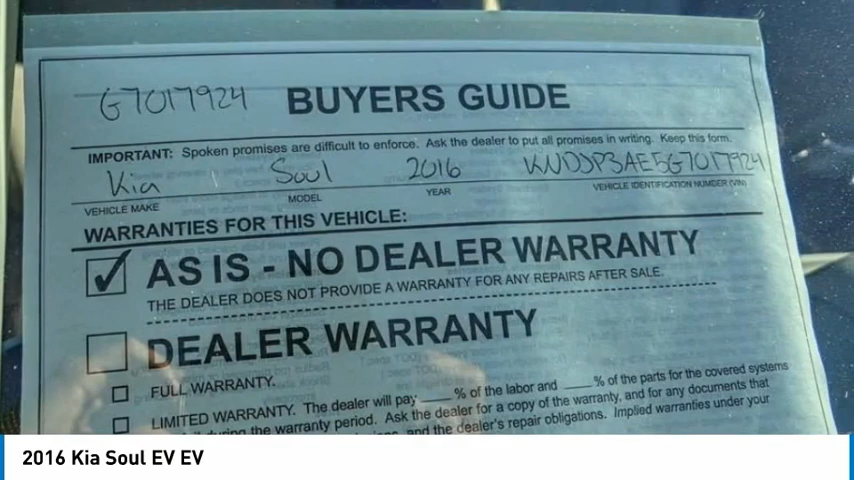 G7017924 BUYERS GUIDE
IMPORTANT: Spoken promises are difficult to enforce. Ask the dealer to put all promises in writing. Keep this form.
Kia Soul 2016 KNDJP3AE5G7017924
VEHICLE MAKE MODEL YEAR VEHICLE IDENTIFICATION NUMBER (VIN)
WARRANTIES FOR THIS VEHICLE:
AS IS - NO DEALER WARRANTY
THE DEALER DOES NOT PROVIDE A WARRANTY FOR ANY REPAIRS AFTER SALE.
DEALER WARRANTY
FULL WARRANTY.
LIMITED WARRANTY. The dealer will pay ____ % of the labor and ____ % of the parts for the covered systems
during the warranty period. Ask the dealer for a copy of the warranty, and for any documents that
and the dealer's repair obligations. Implied warranties under your
2016 Kia Soul EV EV